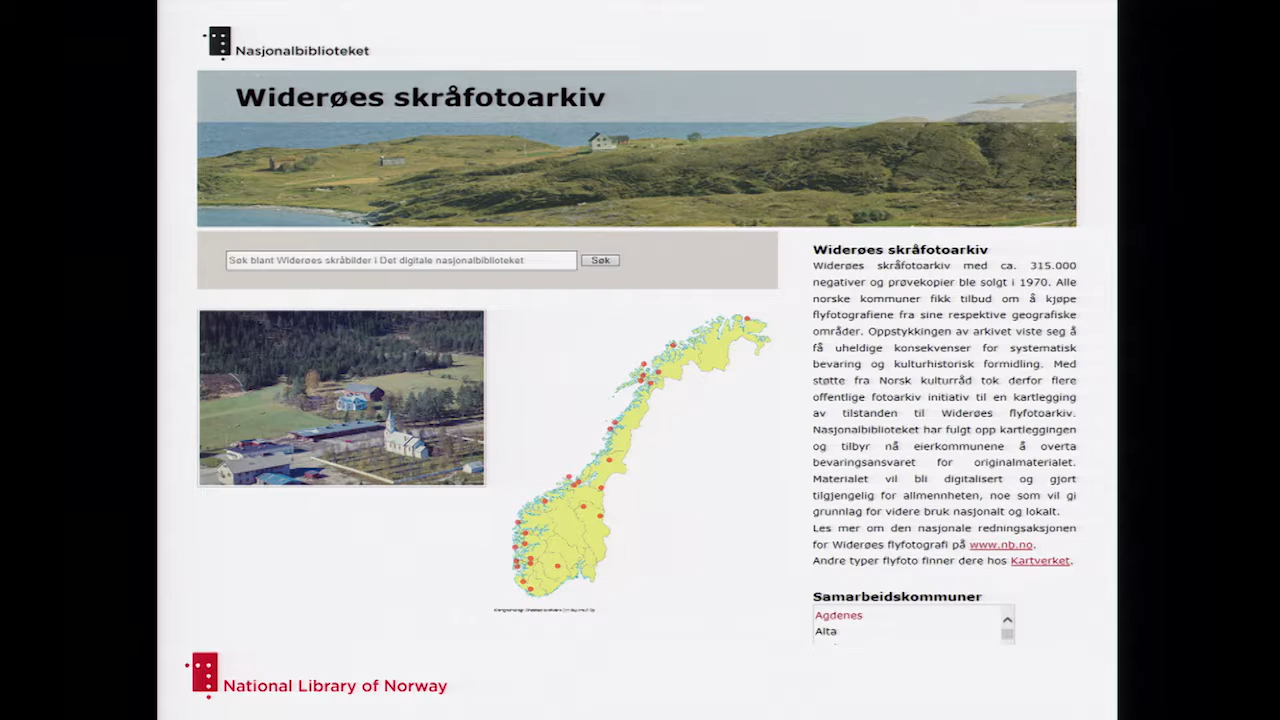 Nasjonalbiblioteket
Widerøes skråfotoarkiv
Søk blant Widerøes skråbilder i Det digitale nasjonalbiblioteket
Søk
Widerøes skråfotoarkiv
Widerøes skråfotoarkiv med ca. 315.000
negativer og prøvekopier ble solgt i 1970. Alle
norske kommuner fikk tilbud om å kjøpe
flyfotografiene fra sine respektive geografiske
områder. Oppstykkingen av arkivet viste seg å
få uheldige konsekvenser for systematisk
bevaring og kulturhistorisk formidling. Med
støtte fra Norsk kulturråd tok derfor flere
offentlige fotoarkiv initiativ til en kartlegging
av tilstanden til Widerøes flyfotoarkiv.
Nasjonalbiblioteket har fulgt opp kartleggingen
og tilbyr nå eierkommunene å overta
bevaringsansvaret for originalmaterialet.
Materialet vil bli digitalisert og gjort
tilgjengelig for allmennheten, noe som vil gi
grunnlag for videre bruk nasjonalt og lokalt.
Les mer om den nasjonale redningsaksjonen
for Widerøes flyfotografi på www.nb.no.
Andre typer flyfoto finner dere hos Kartverket.
Samarbeidskommuner
Agdenes
Alta
National Library of Norway